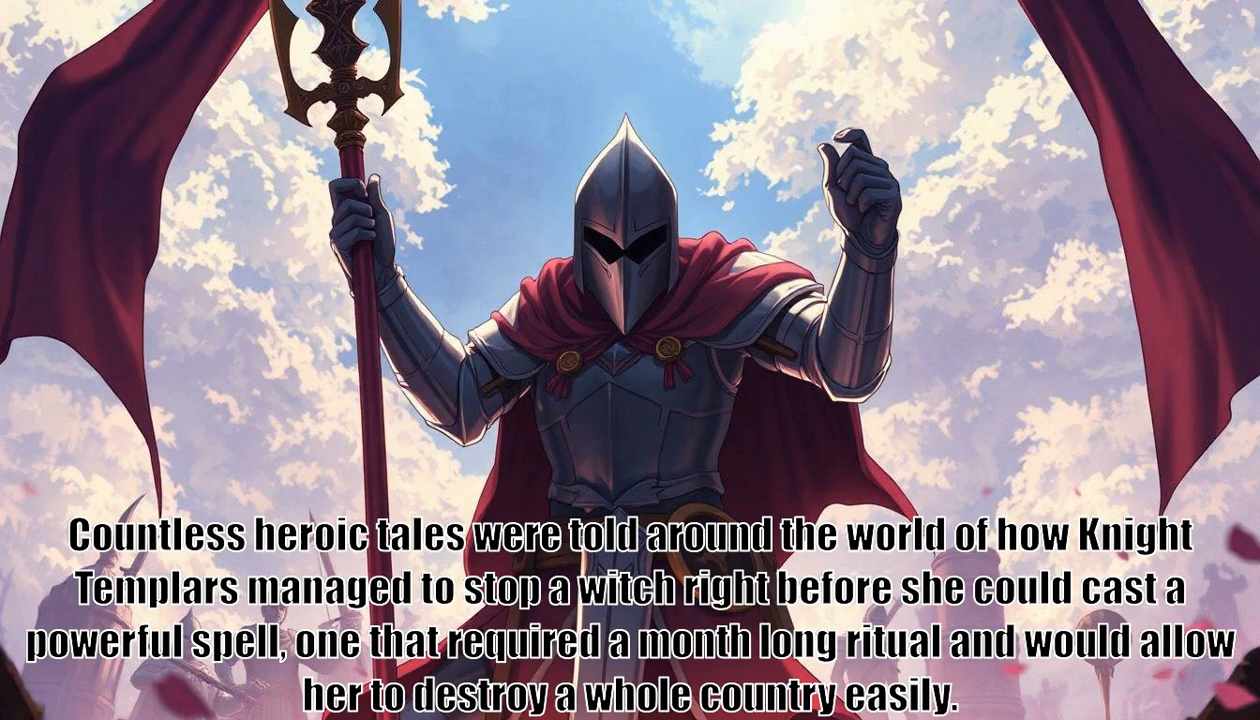 Countless heroic tales were told around the world of how Knight
Templars managed to stop a witch right before she could cast a
powerful spell, one that required a month long ritual and would allow
her to destroy a whole country easily.